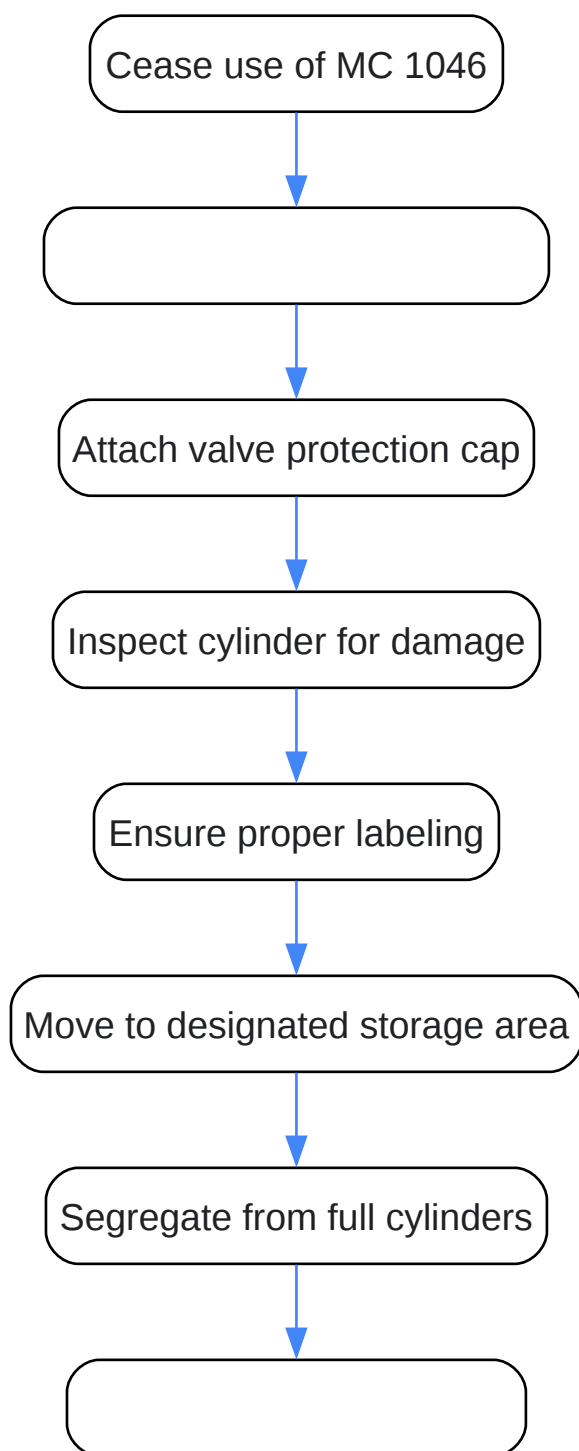 Cease use of MC 1046
Attach valve protection cap
Inspect cylinder for damage
Ensure proper labeling
Move to designated storage area
Segregate from full cylinders